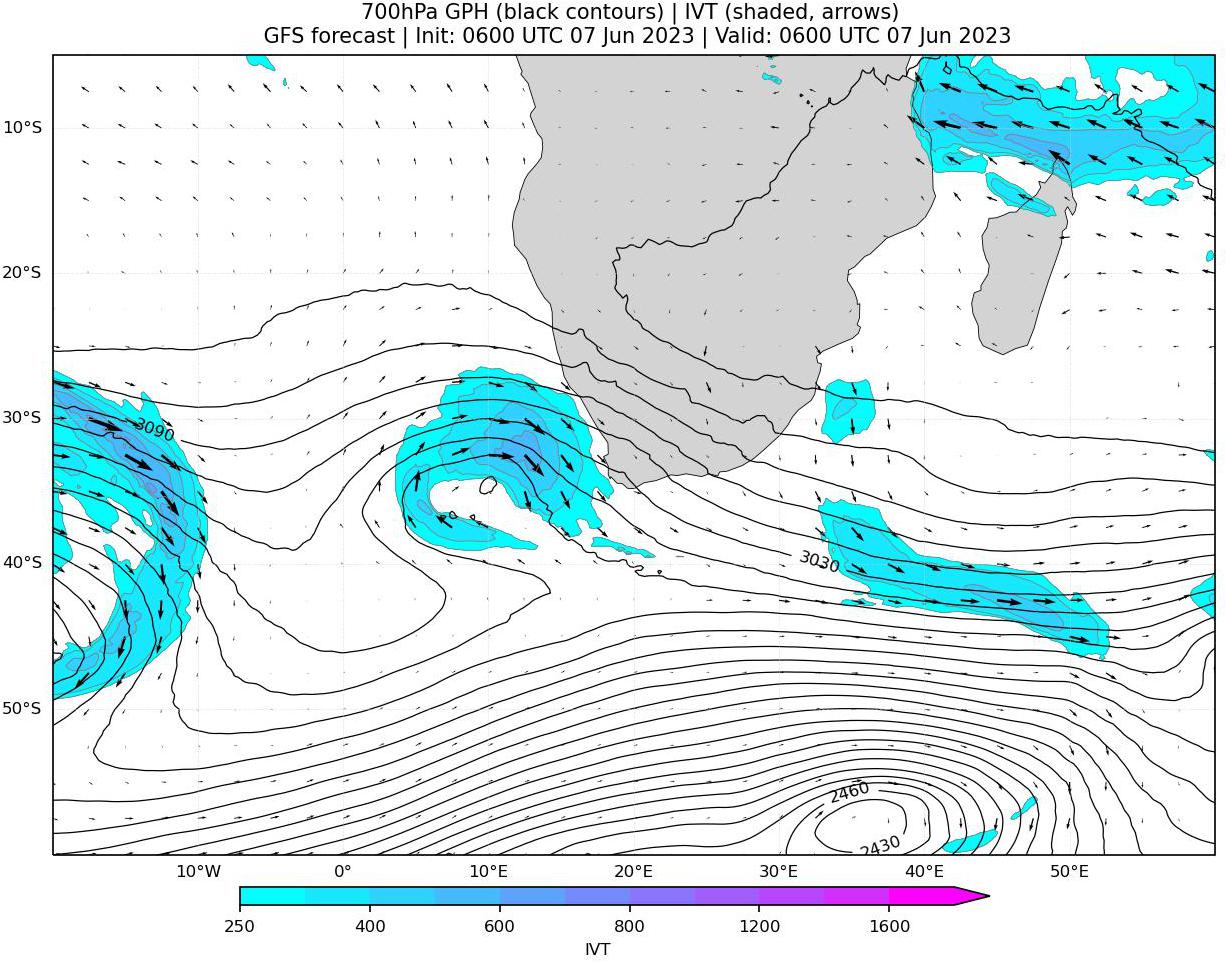 700hPa GPH (black contours) | IVT (shaded, arrows)
GFS forecast | Init: 0600 UTC 07 Jun 2023 | Valid: 0600 UTC 07 Jun 2023
10°S
20°S
30°S
3090
40°S
3030
50°S
2460
2430
10°W 0° 10°E 20°E 30°E 40°E 50°E
250 400 600 800 1200 1600
IVT